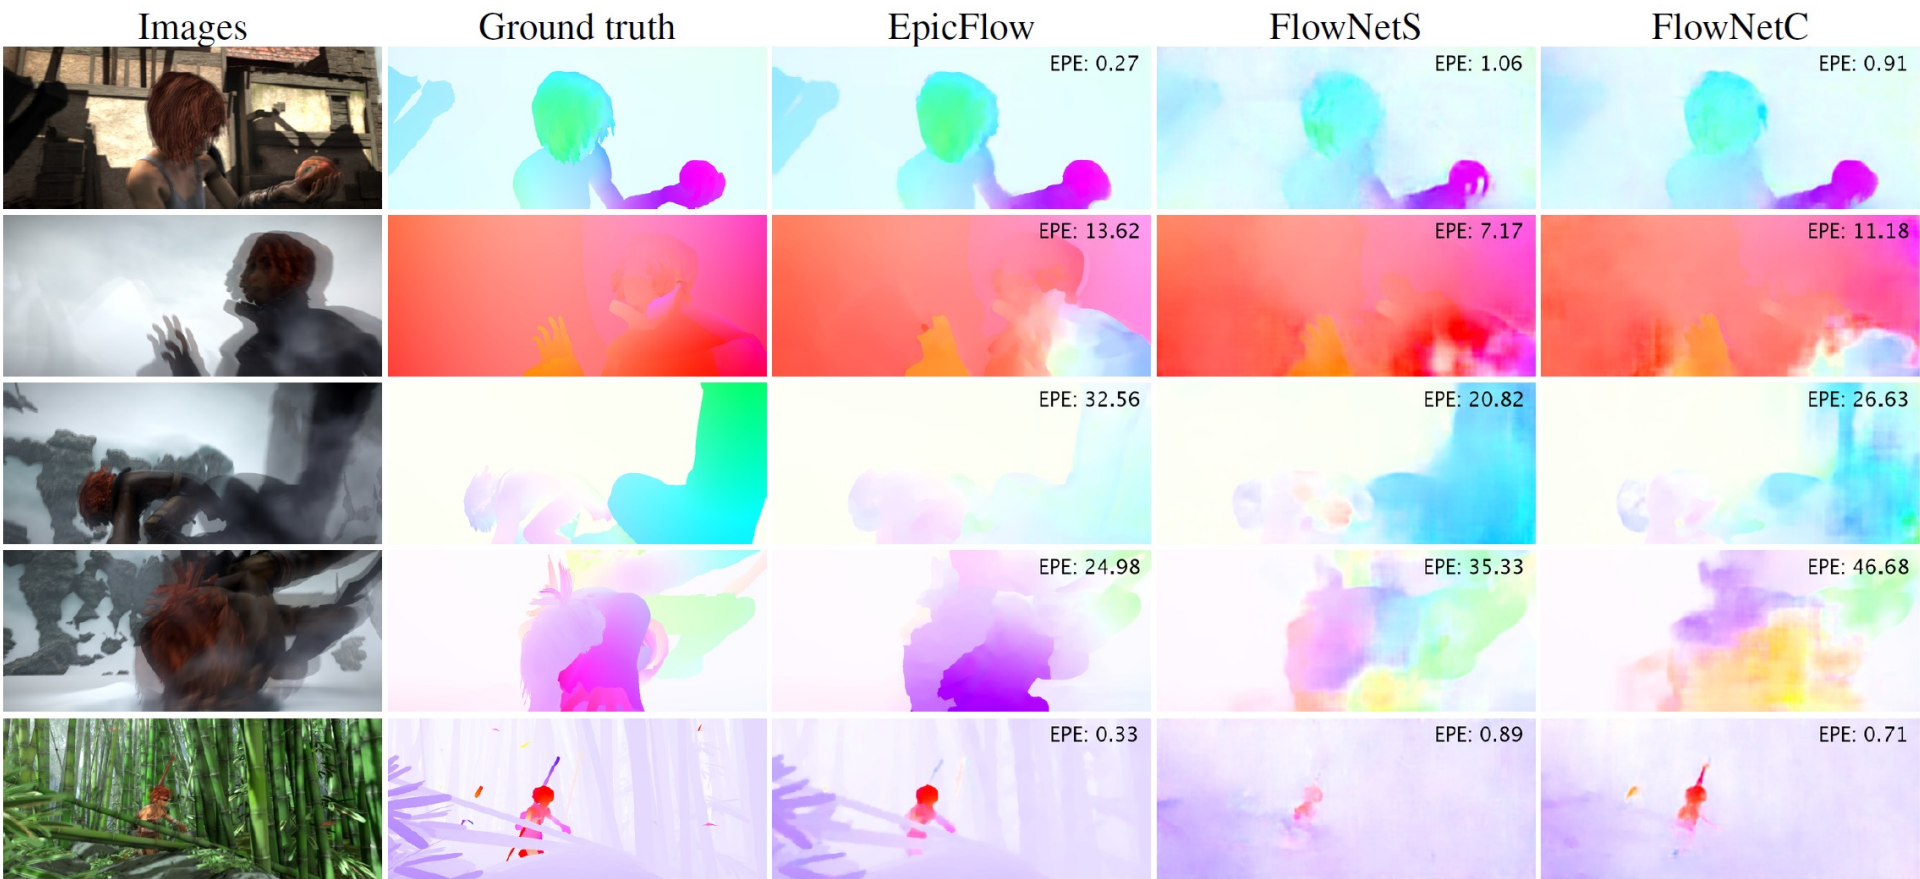 Images Ground truth EpicFlow FlowNetS FlowNetC
EPE: 0.27 EPE: 1.06 EPE: 0.91
EPE: 13.62 EPE: 7.17 EPE: 11.18
EPE: 32.56 EPE: 20.82 EPE: 26.63
EPE: 24.98 EPE: 35.33 EPE: 46.68
EPE: 0.33 EPE: 0.89 EPE: 0.71